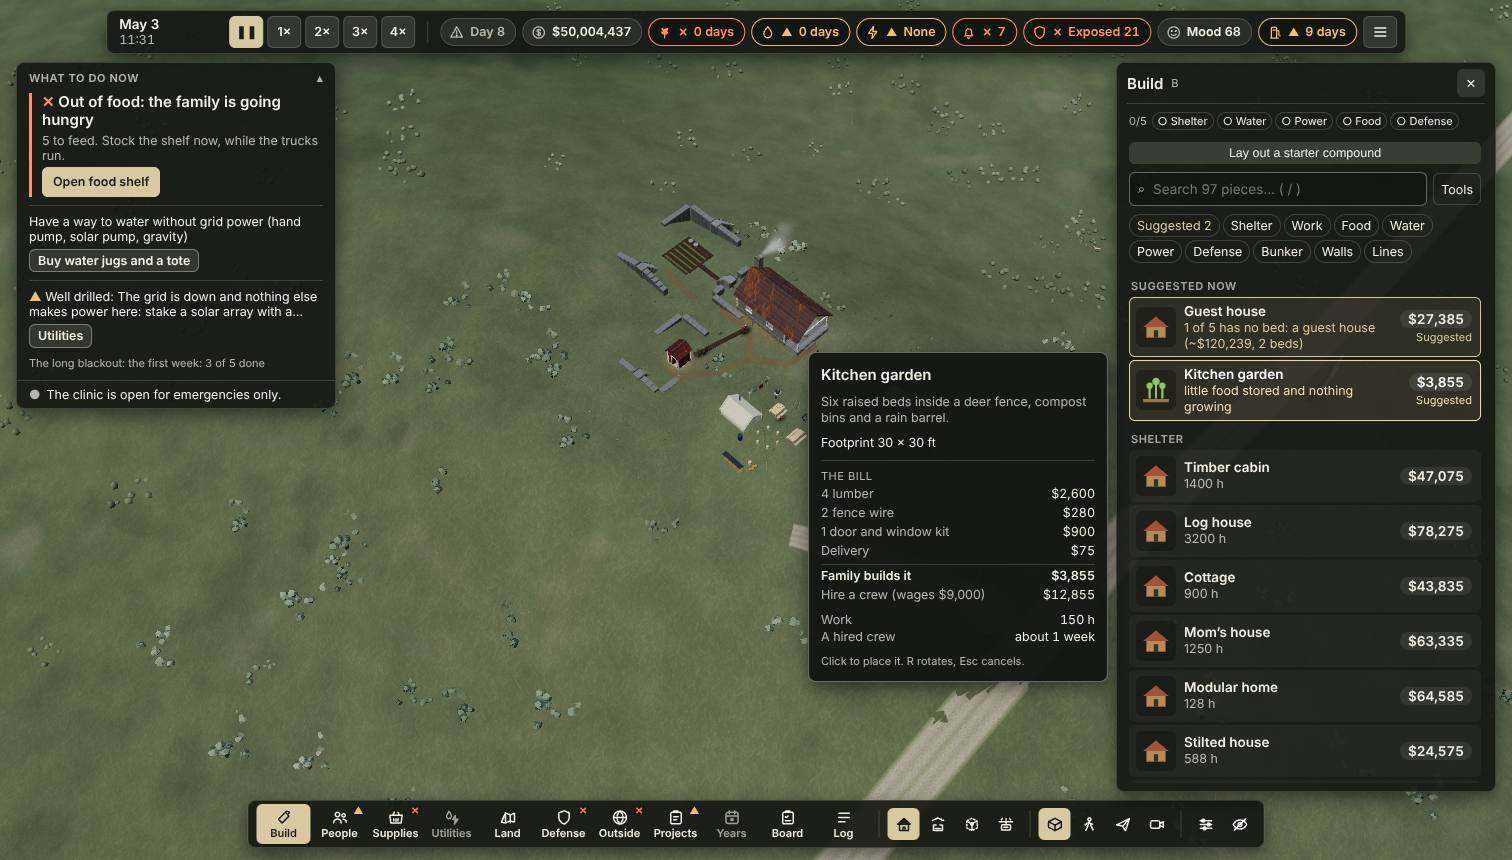 May 3
11:31
1×
2×
3×
4×
Day 8
$50,004,437
× 0 days
▲ 0 days
▲ None
× 7
× Exposed 21
Mood 68
▲ 9 days
WHAT TO DO NOW
× Out of food: the family is going
hungry
5 to feed. Stock the shelf now, while the trucks
run.
Open food shelf
Have a way to water without grid power (hand
pump, solar pump, gravity)
Buy water jugs and a tote
▲ Well drilled: The grid is down and nothing else
makes power here: stake a solar array with a...
Utilities
The long blackout: the first week: 3 of 5 done
The clinic is open for emergencies only.
Kitchen garden
Six raised beds inside a deer fence, compost
bins and a rain barrel.
Footprint 30 × 30 ft
THE BILL
4 lumber $2,600
2 fence wire $280
1 door and window kit $900
Delivery $75
Family builds it $3,855
Hire a crew (wages $9,000) $12,855
Work 150 h
A hired crew about 1 week
Click to place it. R rotates, Esc cancels.
Build B
×
0/5 Shelter Water Power Food Defense
Lay out a starter compound
Search 97 pieces... ( / )
Tools
Suggested 2 Shelter Work Food Water
Power Defense Bunker Walls Lines
SUGGESTED NOW
Guest house
1 of 5 has no bed: a guest house
(~$120,239, 2 beds)
$27,385
Suggested
Kitchen garden
little food stored and nothing
growing
$3,855
Suggested
SHELTER
Timber cabin
1400 h
$47,075
Log house
3200 h
$78,275
Cottage
900 h
$43,835
Mom's house
1250 h
$63,335
Modular home
128 h
$64,585
Stilted house
588 h
$24,575
Build
People
Supplies
Utilities
Land
Defense
Outside
Projects
Years
Board
Log